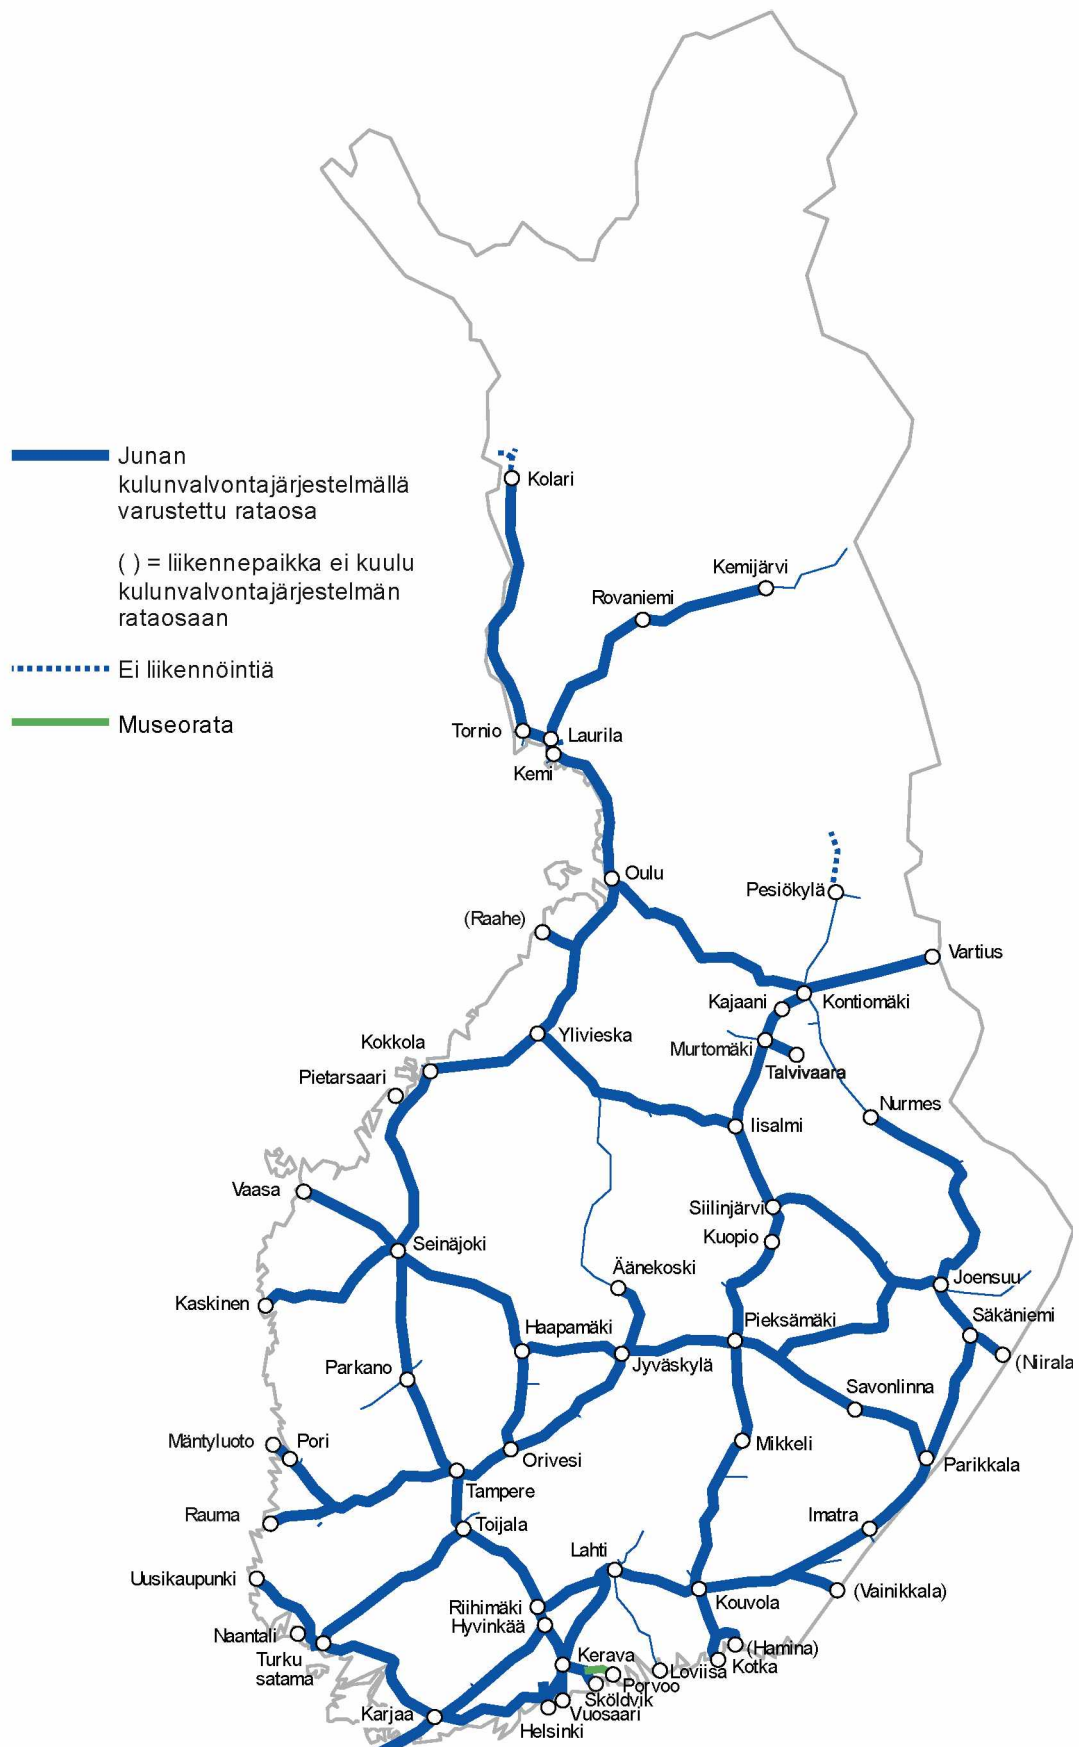 Junan
kulunvalvontajärjestelmällä
varustettu rataosa
( ) = liikennepaikka ei kuulu
kulunvalvontajärjestelmän
rataosaan
Ei liikennöintiä
Museorata
Kolari
Kemijärvi
Rovaniemi
Tornio
Laurila
Kemi
Oulu
Pesiökylä
(Raahe)
Vartius
Kajaani
Kontiomäki
Ylivieska
Kokkola
Murtomäki
Talvivaara
Pietarsaari
Nurmes
Iisalmi
Vaasa
Siilinjärvi
Kuopio
Seinäjoki
Äänekoski
Joensuu
Kaskinen
Säkäniemi
Haapamäki
Pieksämäki
Jyväskylä
(Niirala
Parkano
Savonlinna
Mäntyluoto
Pori
Mikkeli
Orivesi
Parikkala
Tampere
Rauma
Imatra
Toijala
Lahti
Uusikaupunki
(Vainikkala)
Kouvola
Riihimäki
Hyvinkää
Naantali
(Hamina)
Turku
satama
Kerava
Kotka
Loviisa
Porvoo
Sköldvik
Vuosaari
Karjaa
Helsinki